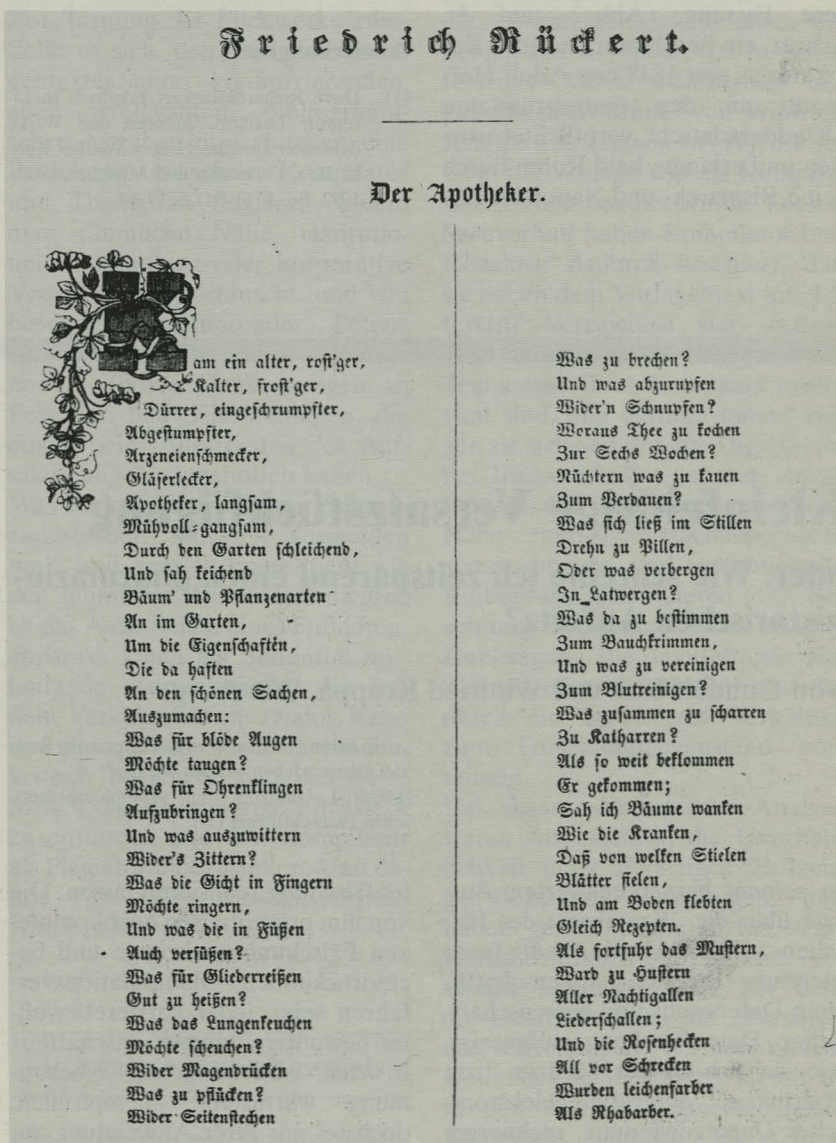 Friedrich Rückert.
Der Apotheker.
Kam ein alter, rost'ger,
Kalter, frost'ger,
Dürrer, eingeschrumpfter,
Abgestumpfter,
Arzeneienschmecker,
Gläserlecker,
Apotheker, langsam,
Mühvoll-gangsam,
Durch den Garten schleichend,
Und sah keichend
Bäum' und Pflanzenarten
An im Garten,
Um die Eigenschaften,
Die da haften
An den schönen Sachen,
Auszumachen:
Was für blöde Augen
Möchte taugen?
Was für Ohrenklingen
Aufzubringen?
Und was auszuwittern
Wider's Zittern?
Was die Gicht in Fingern
Möchte ringern,
Und was die in Füßen
Auch versüßen?
Was für Gliederreißen
Gut zu heißen?
Was das Lungenkeuchen
Möchte scheuchen?
Wider Magendrücken
Was zu pflücken?
Wider Seitenstechen
Was zu brechen?
Und was abzurupfen
Wider'n Schnupfen?
Woraus Thee zu kochen
Zur Sechs Wochen?
Nüchtern was zu kauen
Zum Verdauen?
Was sich ließ im Stillen
Drehn zu Pillen,
Oder was verbergen
In Latwergen?
Was da zu bestimmen
Zum Bauchkrimmen,
Und was zu vereinigen
Zum Blutreinigen?
Was zusammen zu scharren
Zu Katharren?
Als so weit beklommen
Er gekommen;
Sah ich Bäume wanken
Wie die Kranken,
Daß von welken Stielen
Blätter fielen,
Und am Boden klebten
Gleich Rezepten.
Als fortfuhr das Mustern,
Ward zu Hustern
Aller Nachtigallen
Liederschallen;
Und die Rosenhecken
All vor Schrecken
Wurden leichenfarber
Als Rhabarber.